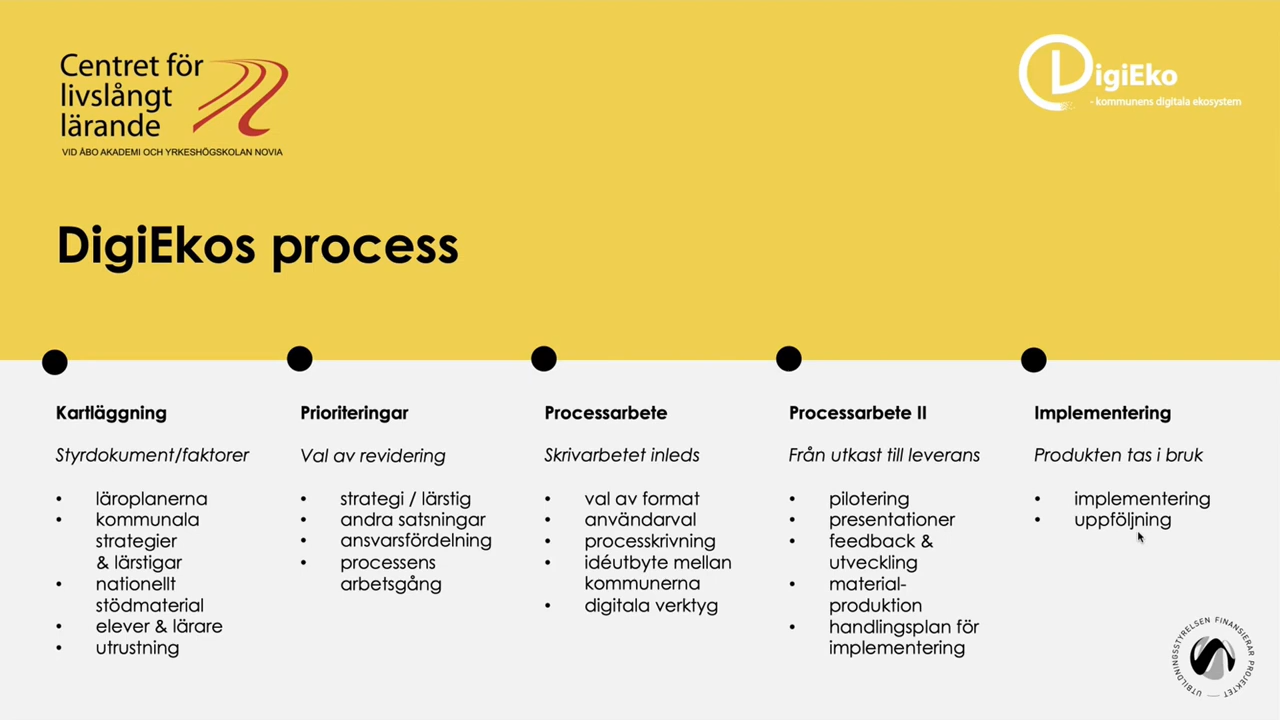 Centret för
livslångt
lärande
VID ÅBO AKADEMI OCH YRKESHÖGSKOLAN NOVIA
DigiEko
- kommunens digitala ekosystem
DigiEkos process
Kartläggning
Styrdokument/faktorer
• läroplanerna
• kommunala
strategier
& lärstigar
• nationellt
stödmaterial
• elever & lärare
• utrustning
Prioriteringar
Val av revidering
• strategi / lärstig
• andra satsningar
• ansvarsfördelning
• processens
arbetsgång
Processarbete
Skrivarbetet inleds
• val av format
• användarval
• processkrivning
• idéutbyte mellan
kommunerna
• digitala verktyg
Processarbete II
Från utkast till leverans
• pilotering
• presentationer
• feedback &
utveckling
• material-
produktion
• handlingsplan för
implementering
Implementering
Produkten tas i bruk
• implementering
• uppföljning
UTBILDNINGSSTYRELSEN FINANSIERAR PROJEKTET